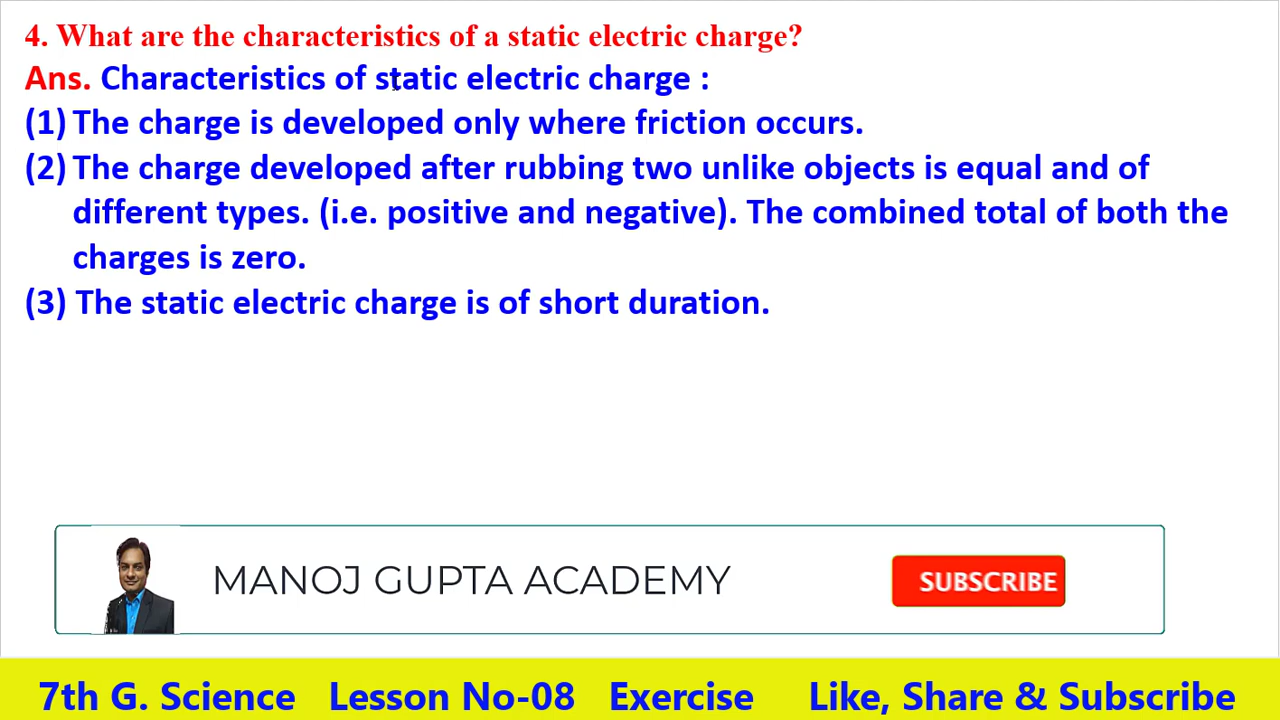 4. What are the characteristics of a static electric charge?
Ans. Characteristics of static electric charge :
(1) The charge is developed only where friction occurs.
(2) The charge developed after rubbing two unlike objects is equal and of
different types. (i.e. positive and negative). The combined total of both the
charges is zero.
(3) The static electric charge is of short duration.
MANOJ GUPTA ACADEMY
SUBSCRIBE
7th G. Science Lesson No-08 Exercise Like, Share & Subscribe